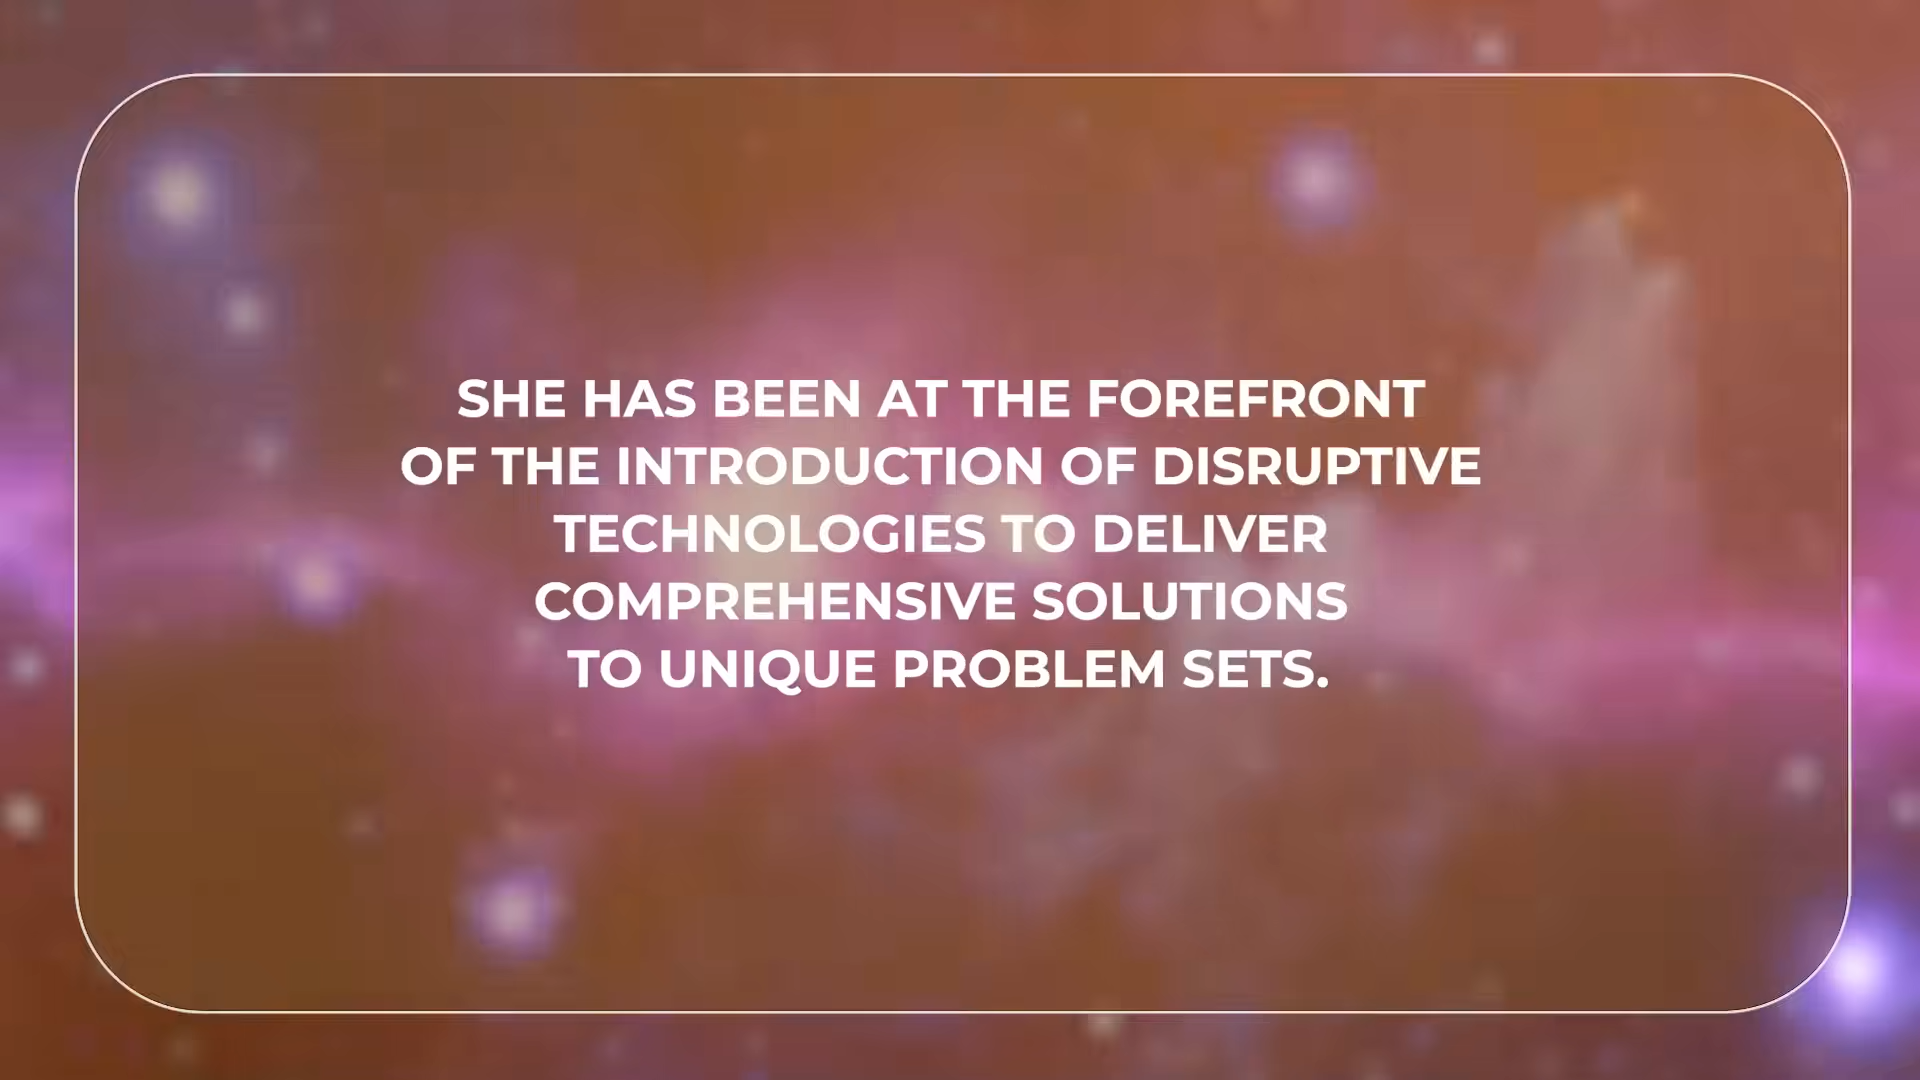 SHE HAS BEEN AT THE FOREFRONT
OF THE INTRODUCTION OF DISRUPTIVE
TECHNOLOGIES TO DELIVER
COMPREHENSIVE SOLUTIONS
TO UNIQUE PROBLEM SETS.